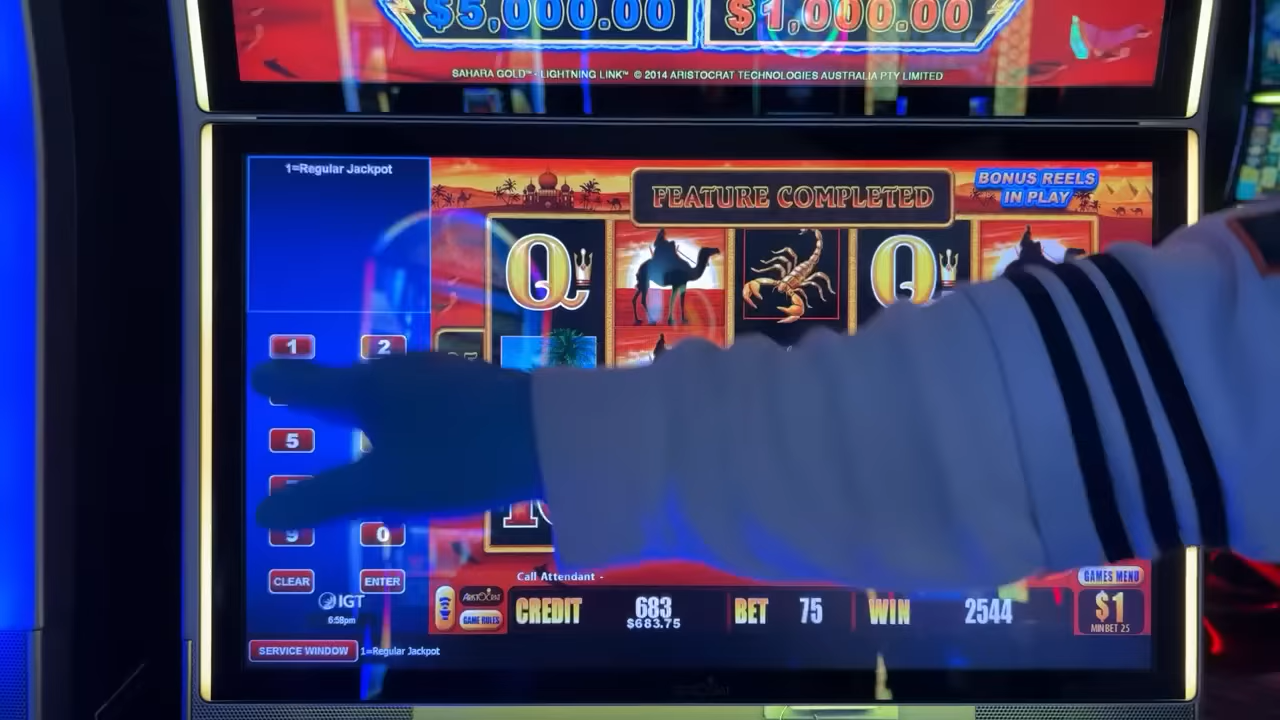 $5,000.00 $1,000.00
SAHARA GOLD™ - LIGHTNING LINK™ © 2014 ARISTOCRAT TECHNOLOGIES AUSTRALIA PTY LIMITED
1=Regular Jackpot
FEATURE COMPLETED
BONUS REELS
IN PLAY
Q Q
1 2
5
9 0
CLEAR ENTER
IGT
6:58pm
SERVICE WINDOW 1=Regular Jackpot
Call Attendant -
ARISTOCRAT
GAME RULES
CREDIT 683 BET 75 WIN 2544
$683.75
GAMES MENU
$1
MIN BET 25